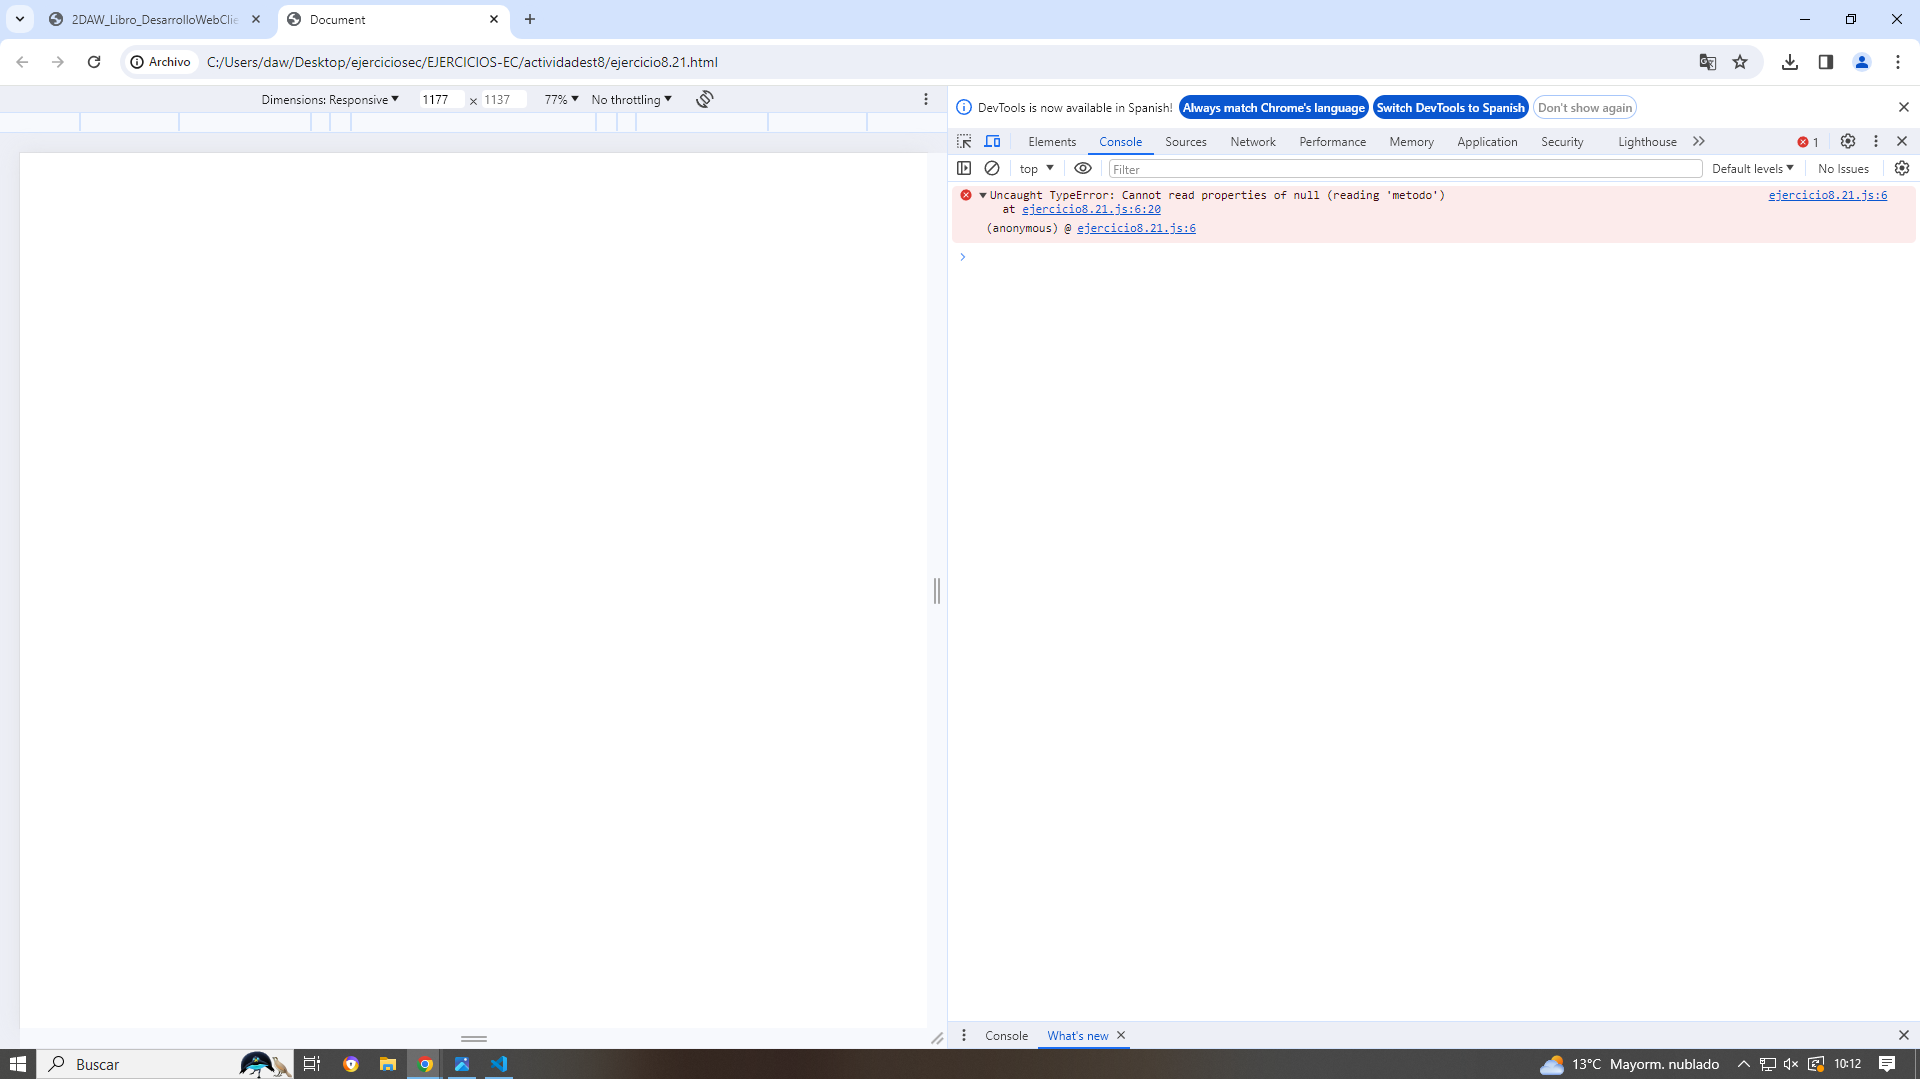 2DAW_Libro_DesarrolloWebClie
Document
Archivo
C:/Users/daw/Desktop/ejerciciosec/EJERCICIOS-EC/actividadest8/ejercicio8.21.html
Dimensions: Responsive
1177 × 1137
77%
No throttling
DevTools is now available in Spanish!
Always match Chrome's language
Switch DevTools to Spanish
Don't show again
Elements
Console
Sources
Network
Performance
Memory
Application
Security
Lighthouse
1
top
Filter
Default levels
No Issues
Uncaught TypeError: Cannot read properties of null (reading 'metodo')
ejercicio8.21.js:6
at ejercicio8.21.js:6:20
(anonymous) @ ejercicio8.21.js:6
Console
What's new
Buscar
13°C Mayorm. nublado
10:12